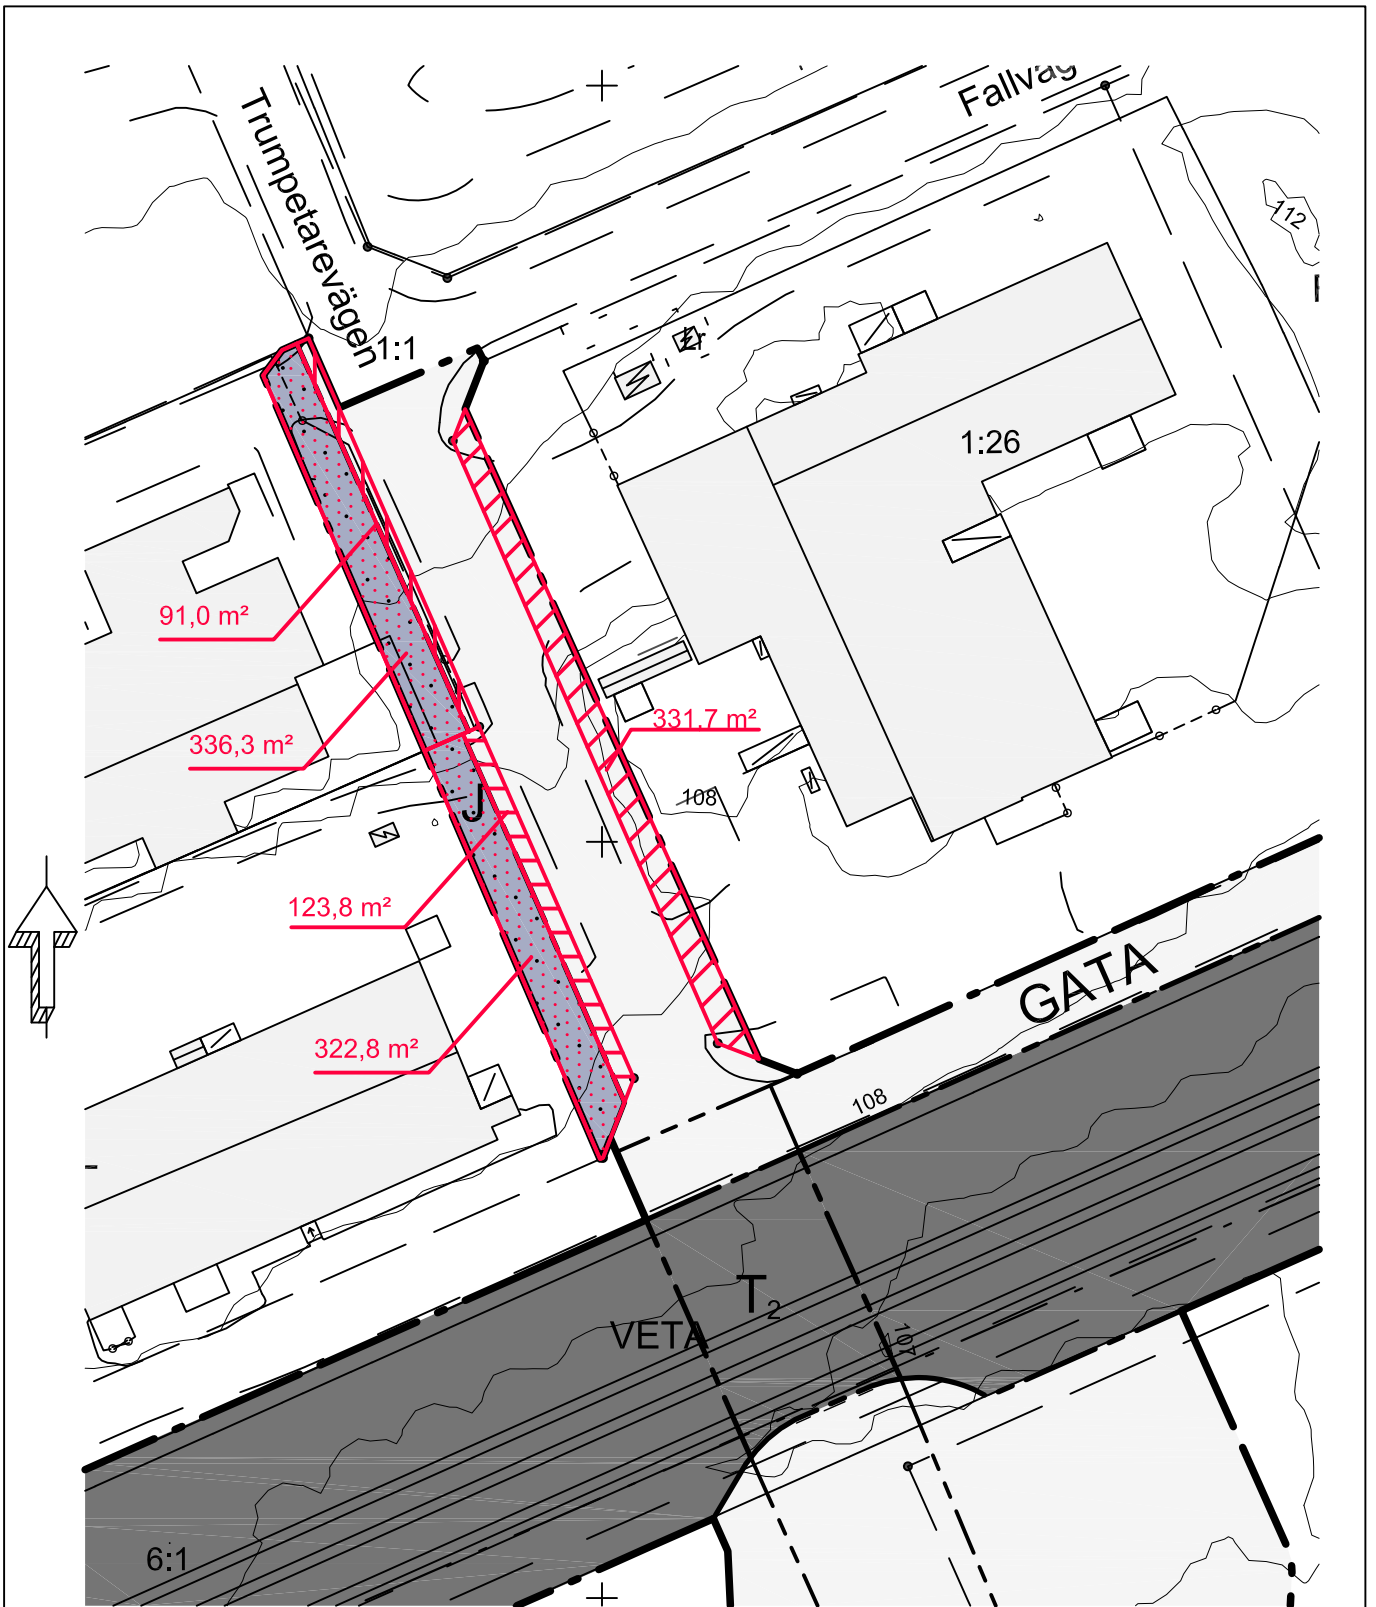 Fallväg
Trumpetarevägen
112
1:1
1:26
91,0 m²
331,7 m²
336,3 m²
108
J
123,8 m²
GATA
322,8 m²
108
T₂
VETA
107
6:1